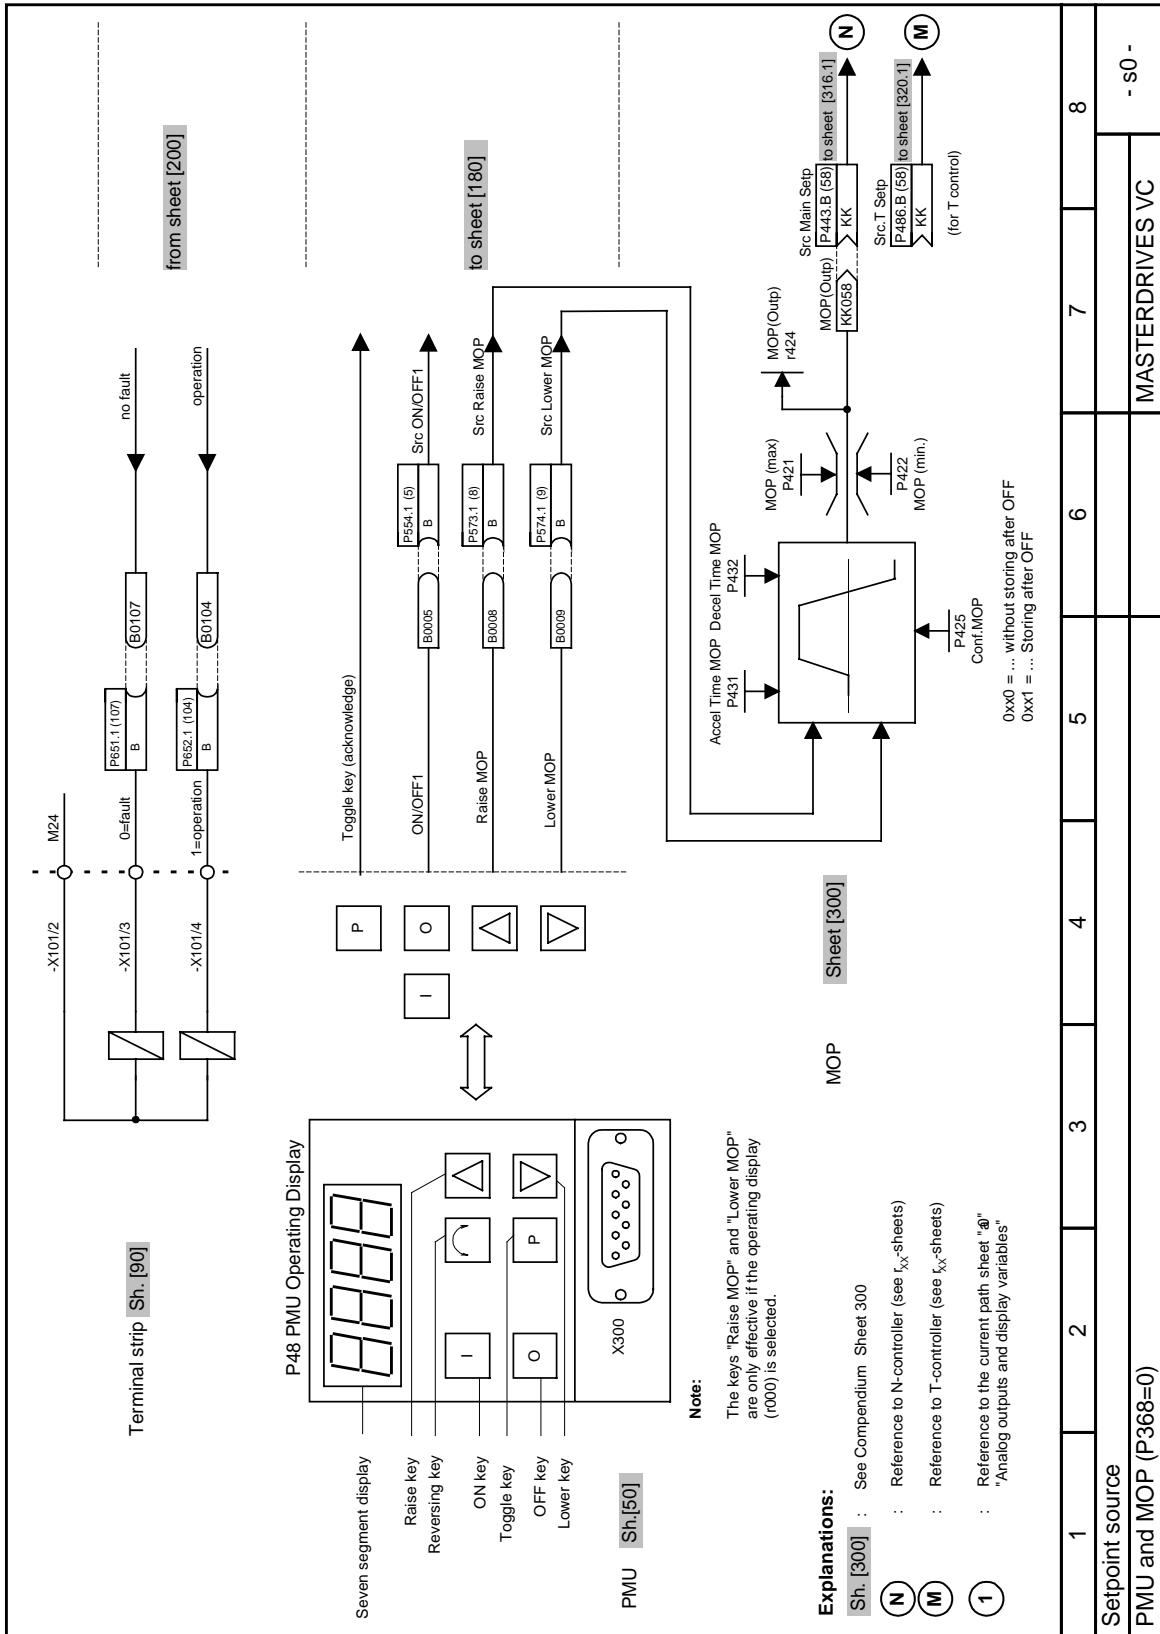 Terminal strip Sh. [90]
-X101/2
M24
-X101/3
0=fault
P651.1 (107)
B
B0107
no fault
-X101/4
1=operation
P652.1 (104)
B
B0104
operation
from sheet [200]
P48 PMU Operating Display
Seven segment display
Raise key
Reversing key
ON key
Toggle key
OFF key
Lower key
I
O
P
X300
PMU Sh.[50]
P
I
O
Toggle key (acknowledge)
ON/OFF1
B0005
P554.1 (5)
B
Src ON/OFF1
Raise MOP
B0008
P573.1 (8)
B
Src Raise MOP
Lower MOP
B0009
P574.1 (9)
B
Src Lower MOP
to sheet [180]
Note:
The keys "Raise MOP" and "Lower MOP"
are only effective if the operating display
(r000) is selected.
MOP
Sheet [300]
Accel Time MOP
P431
Decel Time MOP
P432
P425
Conf.MOP
0xx0 = ... without storing after OFF
0xx1 = ... Storing after OFF
MOP (max)
P421
P422
MOP (min.)
MOP(Outp)
r424
MOP(Outp)
KK058
Src Main Setp
P443.B (58)
KK
to sheet [316.1]
N
Src.T Setp
P486.B (58)
KK
to sheet [320.1]
M
(for T control)
Explanations:
Sh. [300] : See Compendium Sheet 300
N : Reference to N-controller (see rXX-sheets)
M : Reference to T-controller (see rXX-sheets)
1 : Reference to the current path sheet "a0"
"Analog outputs and display variables"
1 2 3 4 5 6 7 8
Setpoint source
PMU and MOP (P368=0)
MASTERDRIVES VC
- s0 -